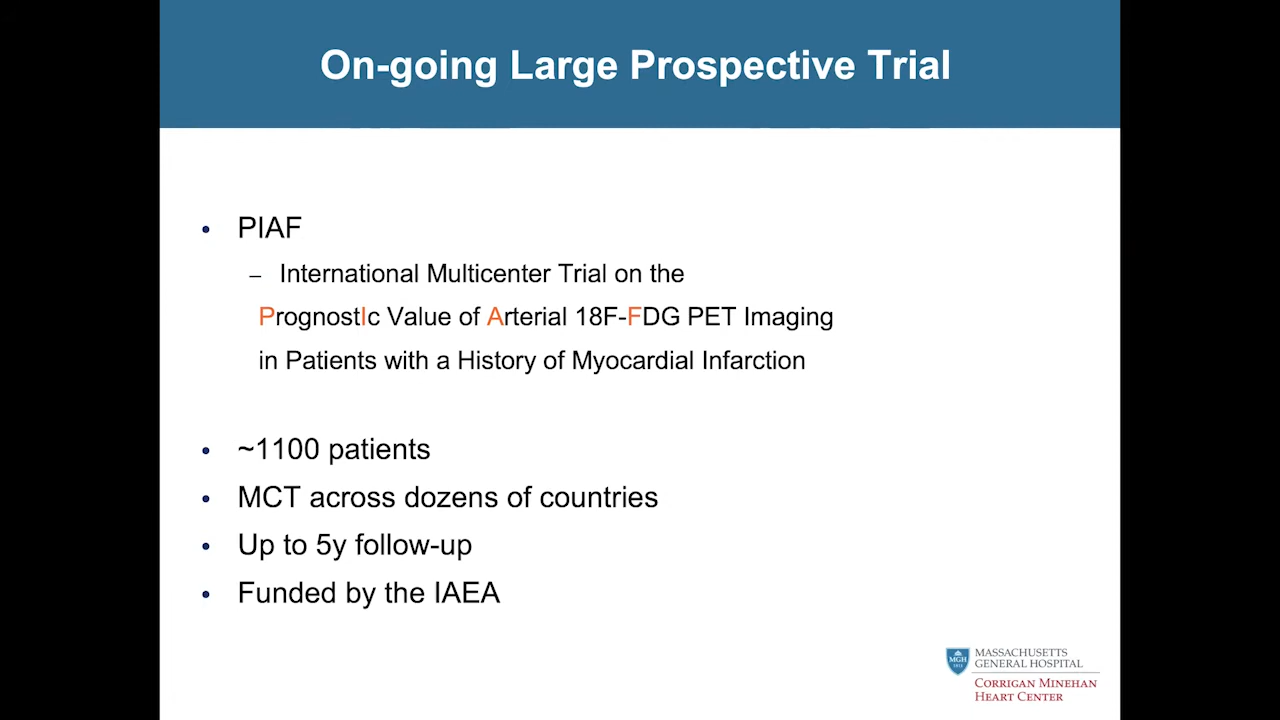 On-going Large Prospective Trial
• PIAF
– International Multicenter Trial on the
PrognostIc Value of Arterial 18F-FDG PET Imaging
in Patients with a History of Myocardial Infarction
• ~1100 patients
• MCT across dozens of countries
• Up to 5y follow-up
• Funded by the IAEA
MGH
1811
MASSACHUSETTS
GENERAL HOSPITAL
CORRIGAN MINEHAN
HEART CENTER